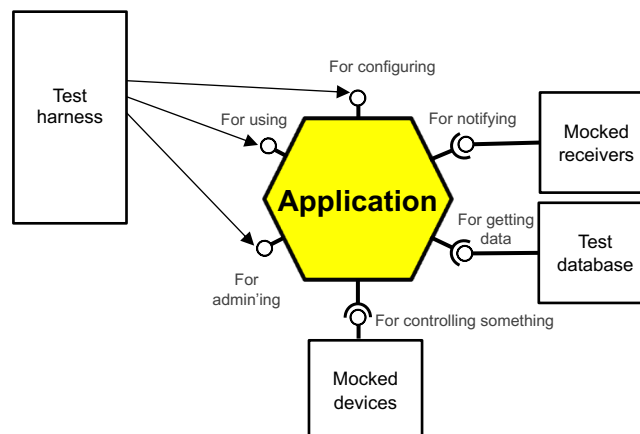 For configuring
Test
harness
For using
For notifying
Mocked
receivers
Application
For getting
data
Test
database
For
admin'ing
For controlling something
Mocked
devices